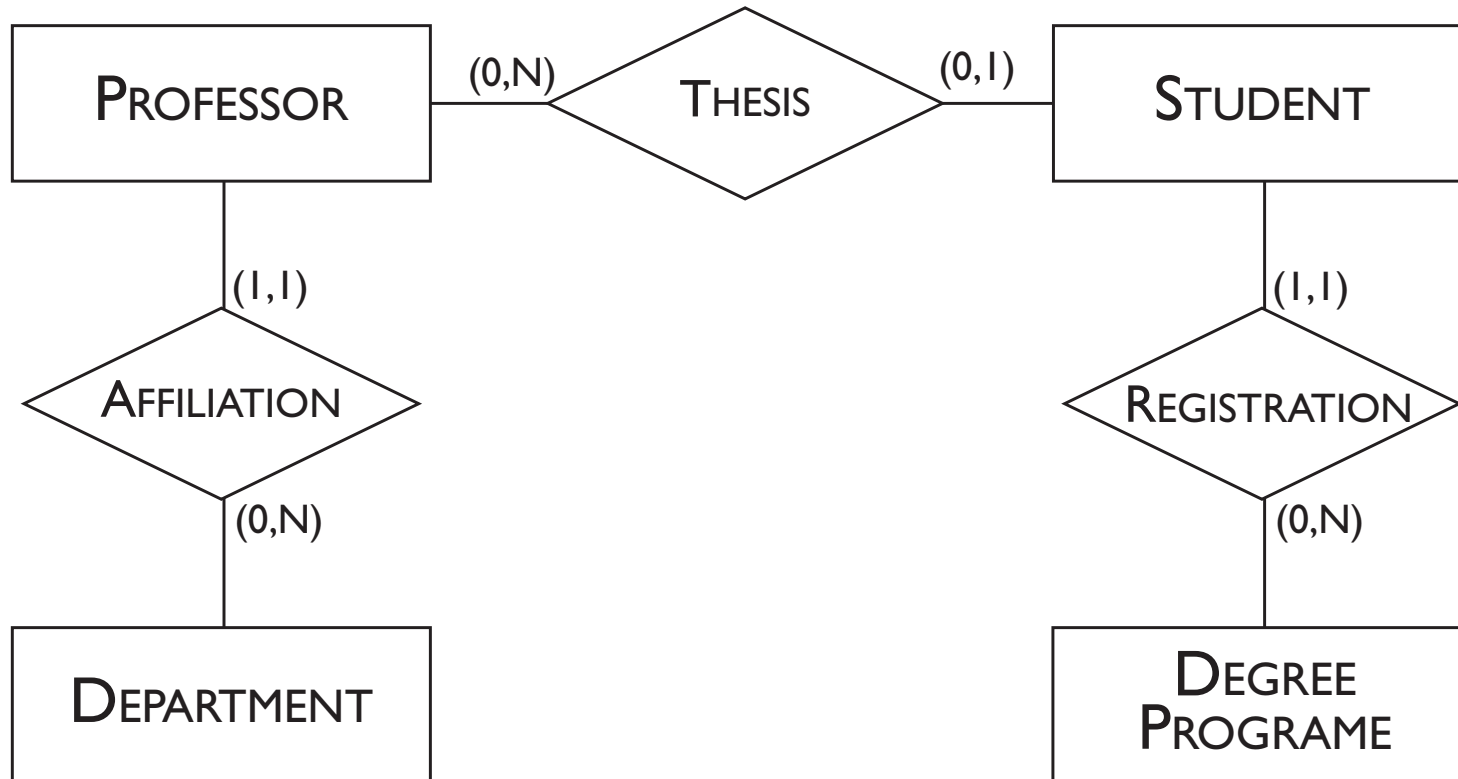 PROFESSOR
(0,N)
THESIS
(0,1)
STUDENT
(1,1)
(1,1)
AFFILIATION
REGISTRATION
(0,N)
(0,N)
DEPARTMENT
DEGREE
PROGRAME